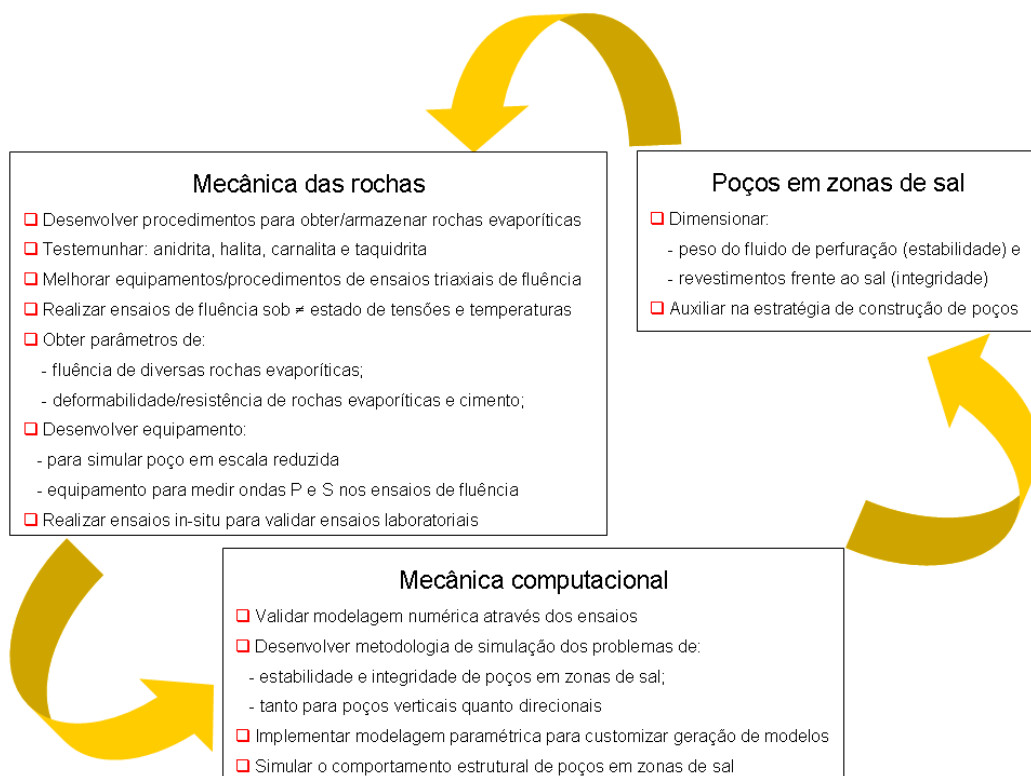 Mecânica das rochas
Desenvolver procedimentos para obter/armazenar rochas evaporíticas
Testemunhar: anidrita, halita, carnalita e taquidrita
Melhorar equipamentos/procedimentos de ensaios triaxiais de fluência
Realizar ensaios de fluência sob ≠ estado de tensões e temperaturas
Obter parâmetros de:
- fluência de diversas rochas evaporíticas;
- deformabilidade/resistência de rochas evaporíticas e cimento;
Desenvolver equipamento:
- para simular poço em escala reduzida
- equipamento para medir ondas P e S nos ensaios de fluência
Realizar ensaios in-situ para validar ensaios laboratoriais
Poços em zonas de sal
Dimensionar:
- peso do fluido de perfuração (estabilidade) e
- revestimentos frente ao sal (integridade)
Auxiliar na estratégia de construção de poços
Mecânica computacional
Validar modelagem numérica através dos ensaios
Desenvolver metodologia de simulação dos problemas de:
- estabilidade e integridade de poços em zonas de sal;
- tanto para poços verticais quanto direcionais
Implementar modelagem paramétrica para customizar geração de modelos
Simular o comportamento estrutural de poços em zonas de sal